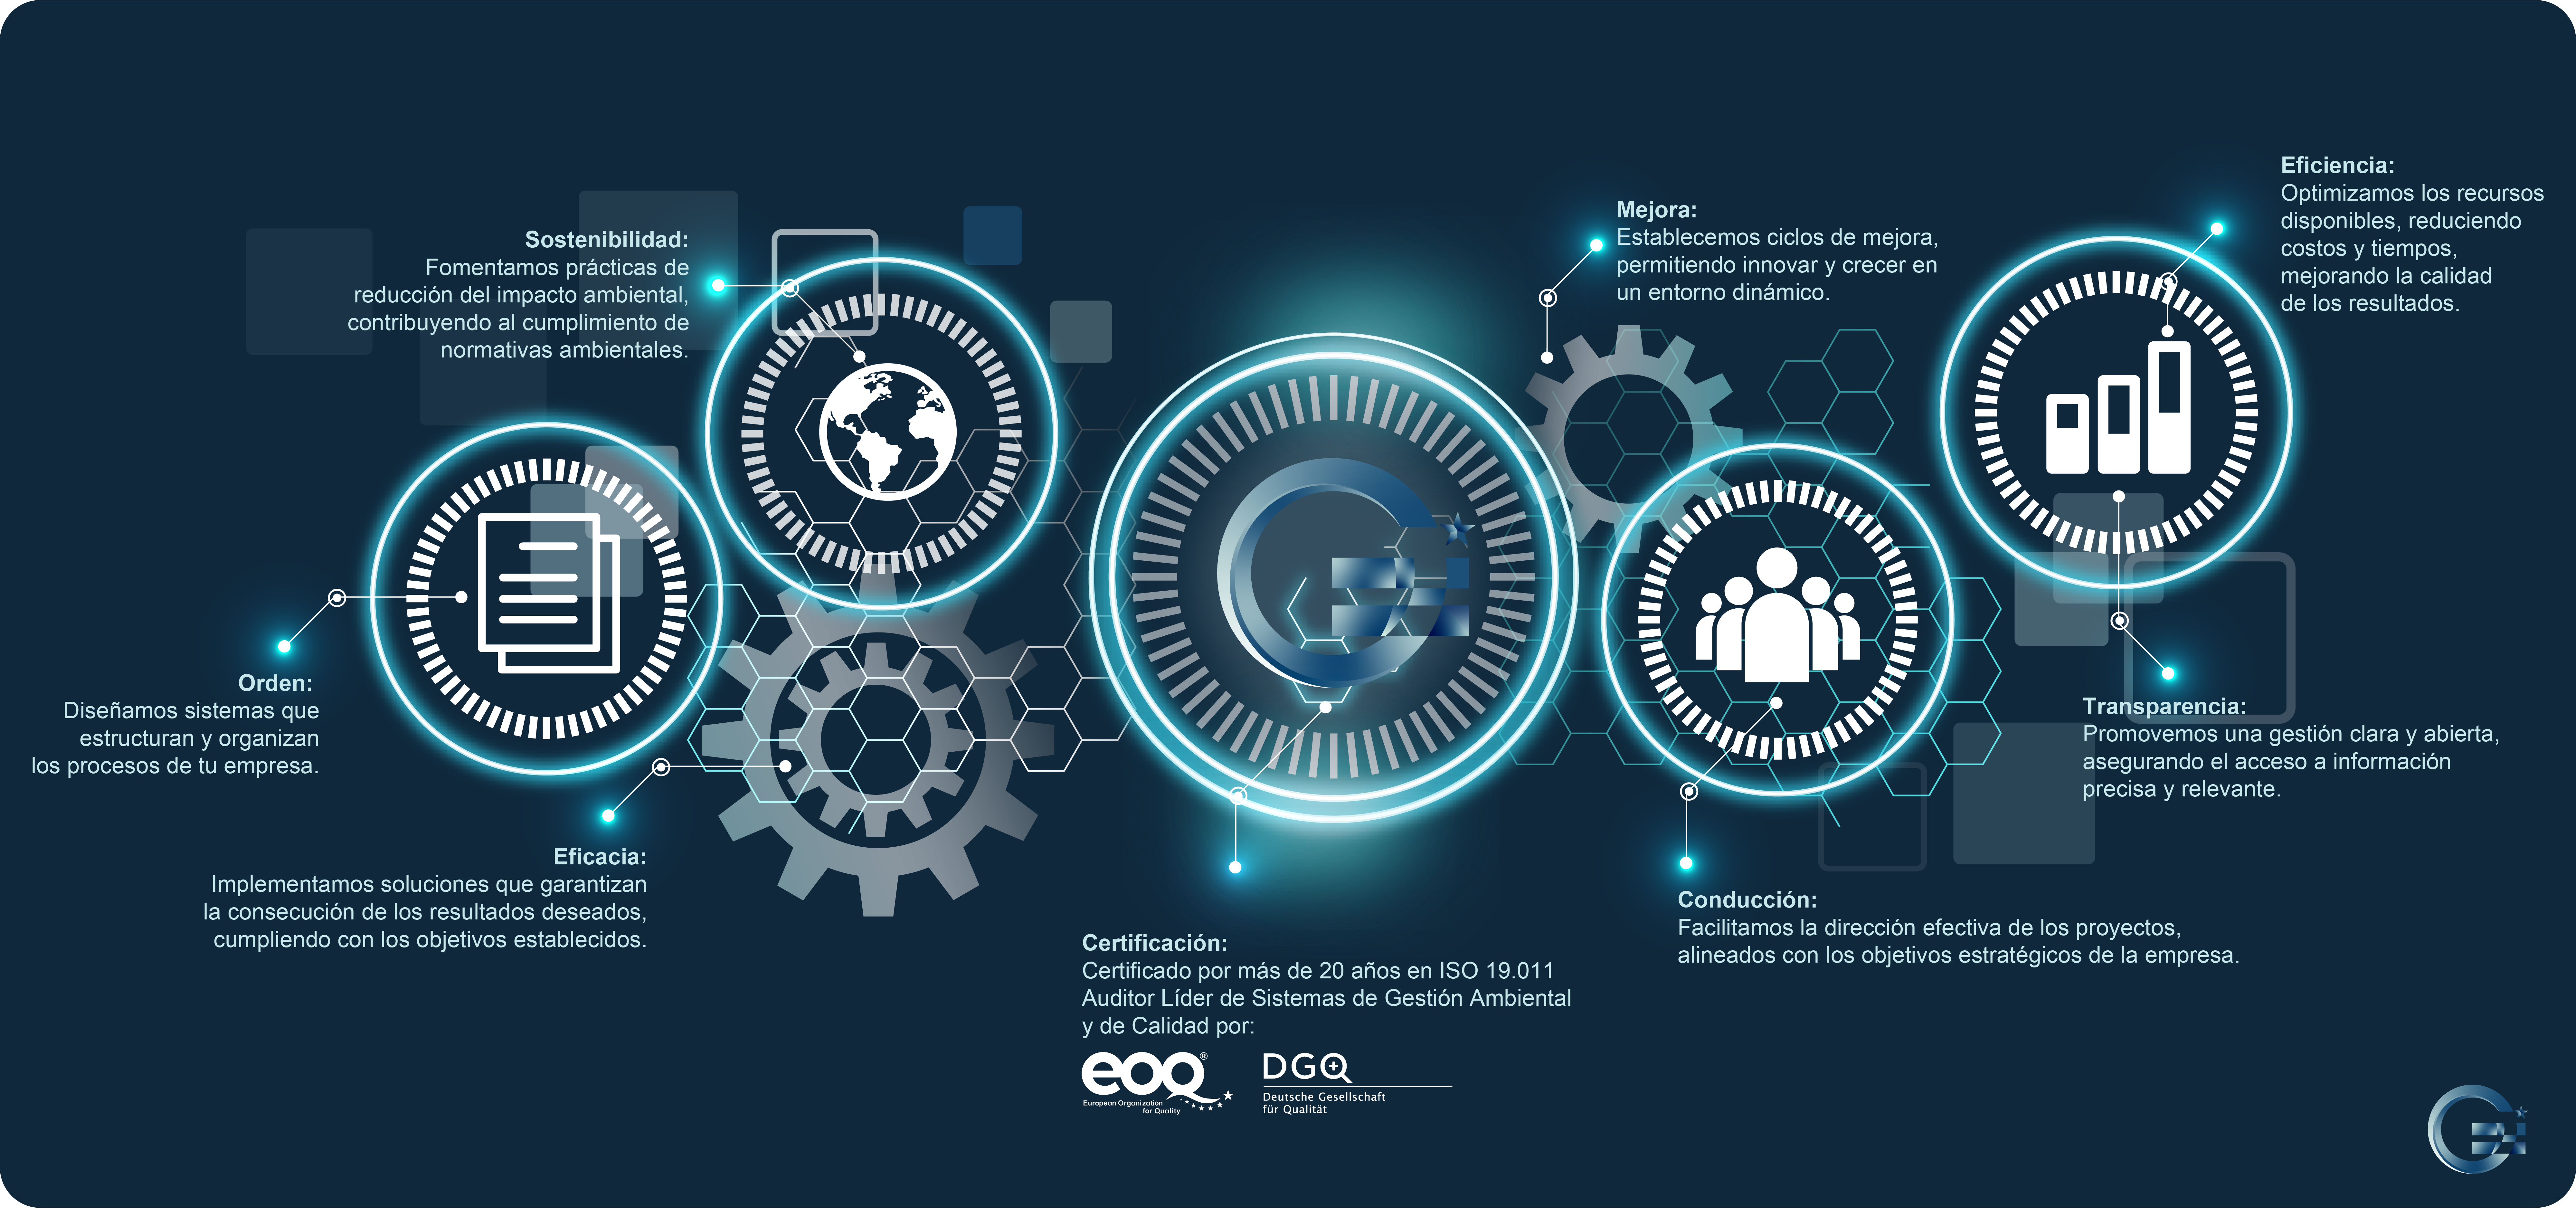 Sostenibilidad:
Fomentamos prácticas de
reducción del impacto ambiental,
contribuyendo al cumplimiento de
normativas ambientales.
Orden:
Diseñamos sistemas que
estructuran y organizan
los procesos de tu empresa.
Eficacia:
Implementamos soluciones que garantizan
la consecución de los resultados deseados,
cumpliendo con los objetivos establecidos.
Certificación:
Certificado por más de 20 años en ISO 19.011
Auditor Líder de Sistemas de Gestión Ambiental
y de Calidad por:
eoQ®
European Organization
for Quality
DGQ
Deutsche Gesellschaft
für Qualität
Mejora:
Establecemos ciclos de mejora,
permitiendo innovar y crecer en
un entorno dinámico.
Eficiencia:
Optimizamos los recursos
disponibles, reduciendo
costos y tiempos,
mejorando la calidad
de los resultados.
Transparencia:
Promovemos una gestión clara y abierta,
asegurando el acceso a información
precisa y relevante.
Conducción:
Facilitamos la dirección efectiva de los proyectos,
alineados con los objetivos estratégicos de la empresa.